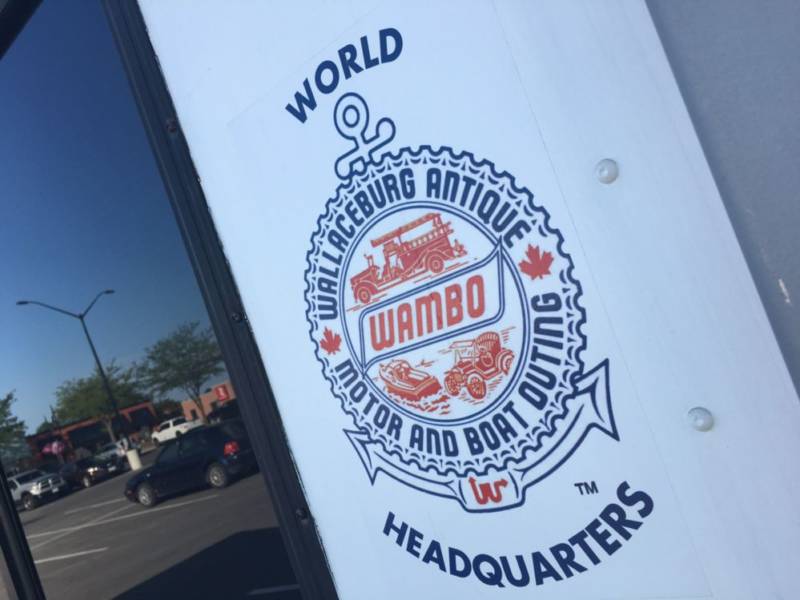 WORLD
WALLACEBURG ANTIQUE
WAMBO
MOTOR AND BOAT OUTING
W
TM
HEADQUARTERS